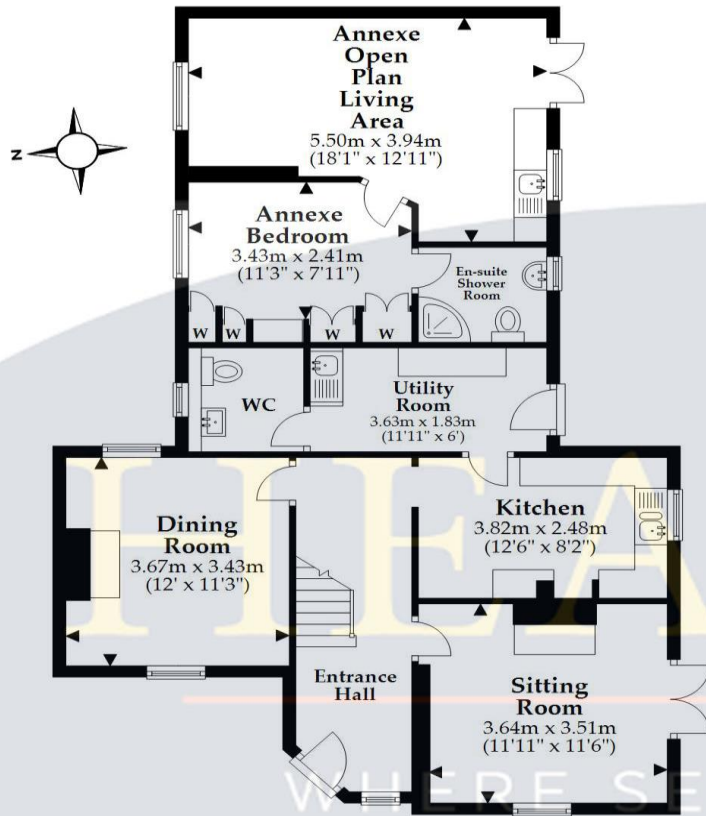 Annexe
Open
Plan
Living
Area
5.50m x 3.94m
(18'1" x 12'11")
N
Annexe
Bedroom
3.43m x 2.41m
(11'3" x 7'11")
En-suite
Shower
Room
W
W
W
W
WC
Utility
Room
3.63m x 1.83m
(11'11" x 6')
Dining
Room
3.67m x 3.43m
(12' x 11'3")
Kitchen
3.82m x 2.48m
(12'6" x 8'2")
Entrance
Hall
Sitting
Room
3.64m x 3.51m
(11'11" x 11'6")
HEA
WHERE SE